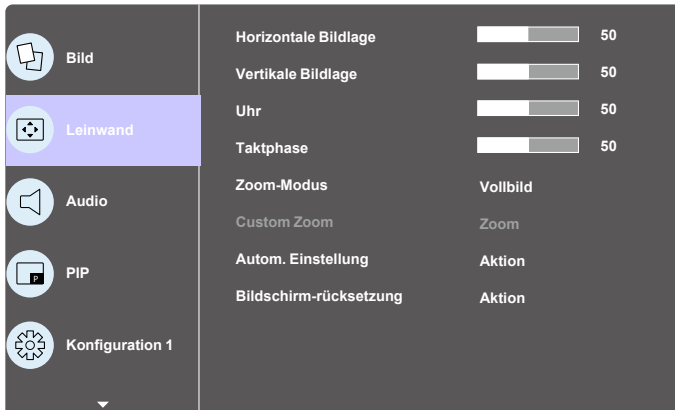 Bild
Leinwand
Audio
PIP
P
Konfiguration 1
Horizontale Bildlage 50
Vertikale Bildlage 50
Uhr 50
Taktphase 50
Zoom-Modus Vollbild
Custom Zoom Zoom
Autom. Einstellung Aktion
Bildschirm-rücksetzung Aktion